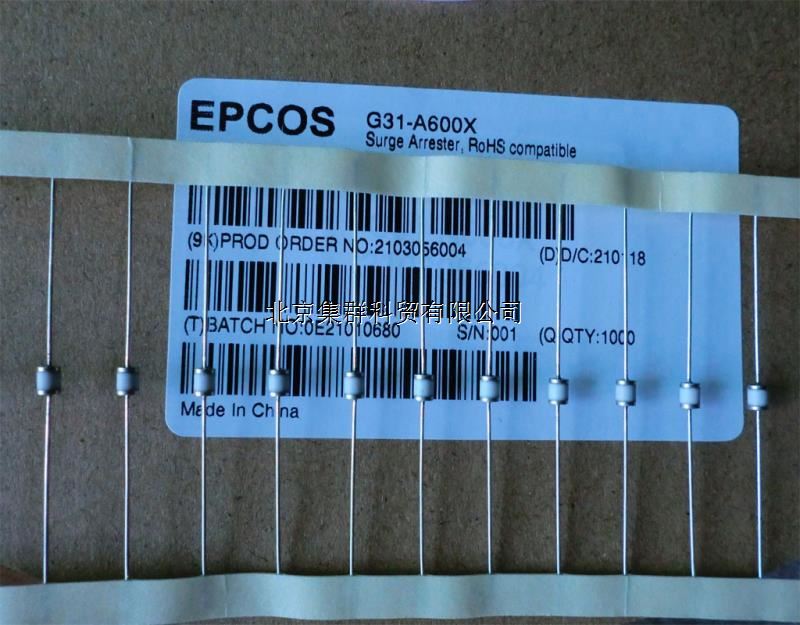 EPCOS G31-A600X
Surge Arrester, RoHS compatible
(9K)PROD ORDER NO:2103056004 (D)D/C:210118
北京集群科贸有限公司
(T)BATCH NO:0E21010680 S/N:001 (Q)QTY:1000
Made In China